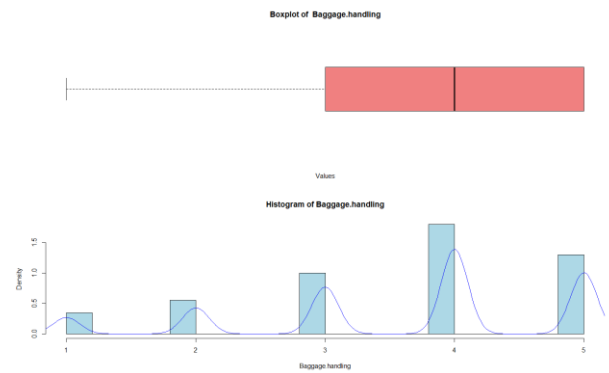 Boxplot of Baggage.handling
Values
Histogram of Baggage.handling
Density
0.0
0.5
1.0
1.5
1 2 3 4 5
Baggage.handling